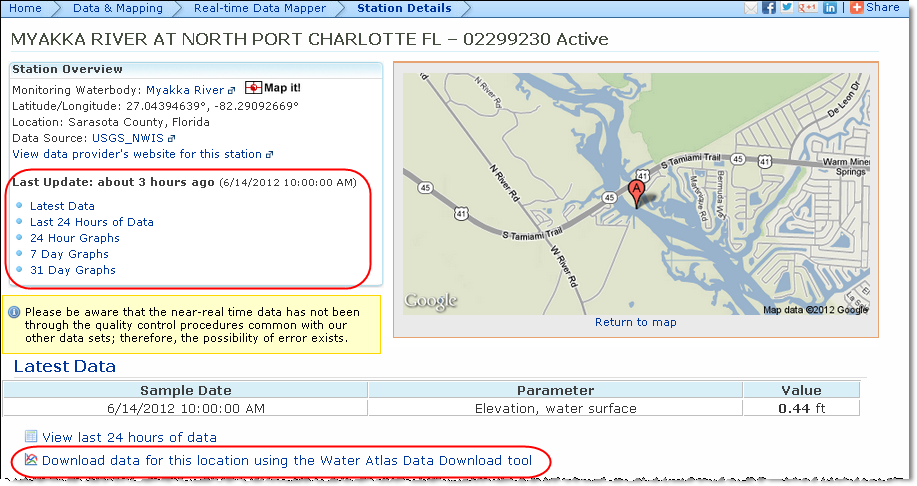 Home Data & Mapping Real-time Data Mapper Station Details Share
MYAKKA RIVER AT NORTH PORT CHARLOTTE FL – 02299230 Active
Station Overview
Monitoring Waterbody: Myakka River Map it!
Latitude/Longitude: 27.04394639°, -82.29092669°
Location: Sarasota County, Florida
Data Source: USGS_NWIS
View data provider's website for this station
Last Update: about 3 hours ago (6/14/2012 10:00:00 AM)
Latest Data
Last 24 Hours of Data
24 Hour Graphs
7 Day Graphs
31 Day Graphs
Please be aware that the near-real time data has not been
through the quality control procedures common with our
other data sets; therefore, the possibility of error exists.
N River Rd
De Leon Dr
S Tamiami Trail
45
41
Warm Mineral
Springs
N River Rd
45
41
45
A
Bermuda Wy
41
S Tamiami Trail
W River Rd
Google
Map data ©2012 Google
Return to map
Latest Data
Sample Date Parameter Value
6/14/2012 10:00:00 AM Elevation, water surface 0.44 ft
View last 24 hours of data
Download data for this location using the Water Atlas Data Download tool